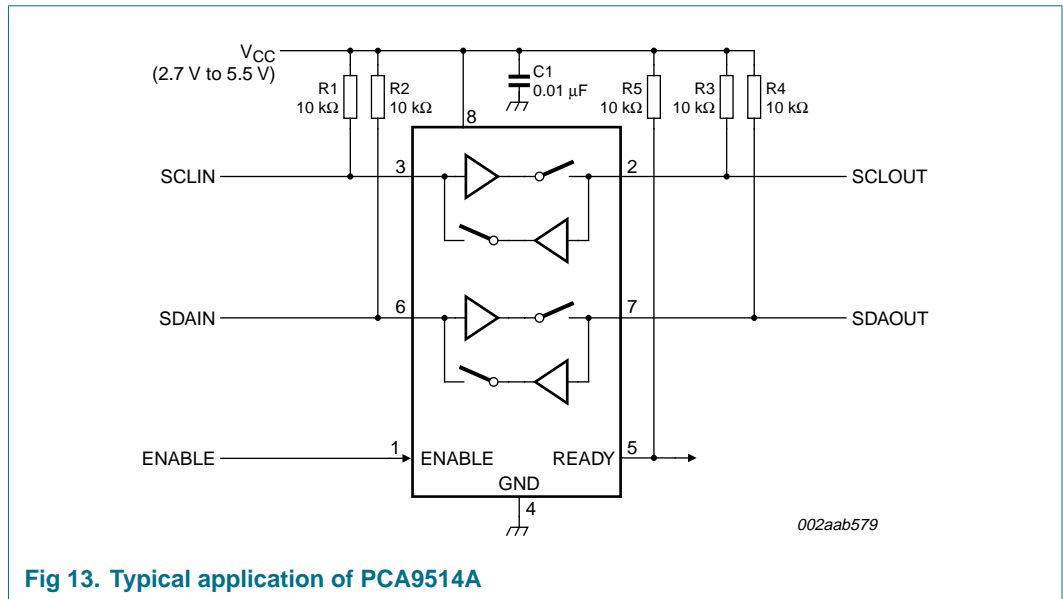 VCC
(2.7 V to 5.5 V)
R1
10 kΩ
R2
10 kΩ
C1
0.01 μF
R5
10 kΩ
R3
10 kΩ
R4
10 kΩ
8
SCLIN
3
2
SCLOUT
SDAIN
6
7
SDAOUT
ENABLE
1
ENABLE
READY
5
GND
4
002aab579
Fig 13. Typical application of PCA9514A